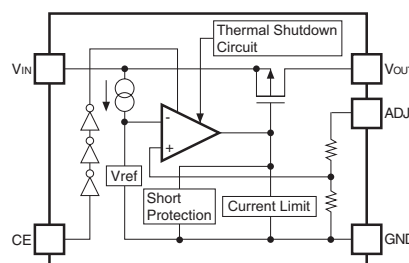 Thermal Shutdown
Circuit
VIN
VOUT
ADJ
-
+
Vref
Short
Protection
Current Limit
CE
GND